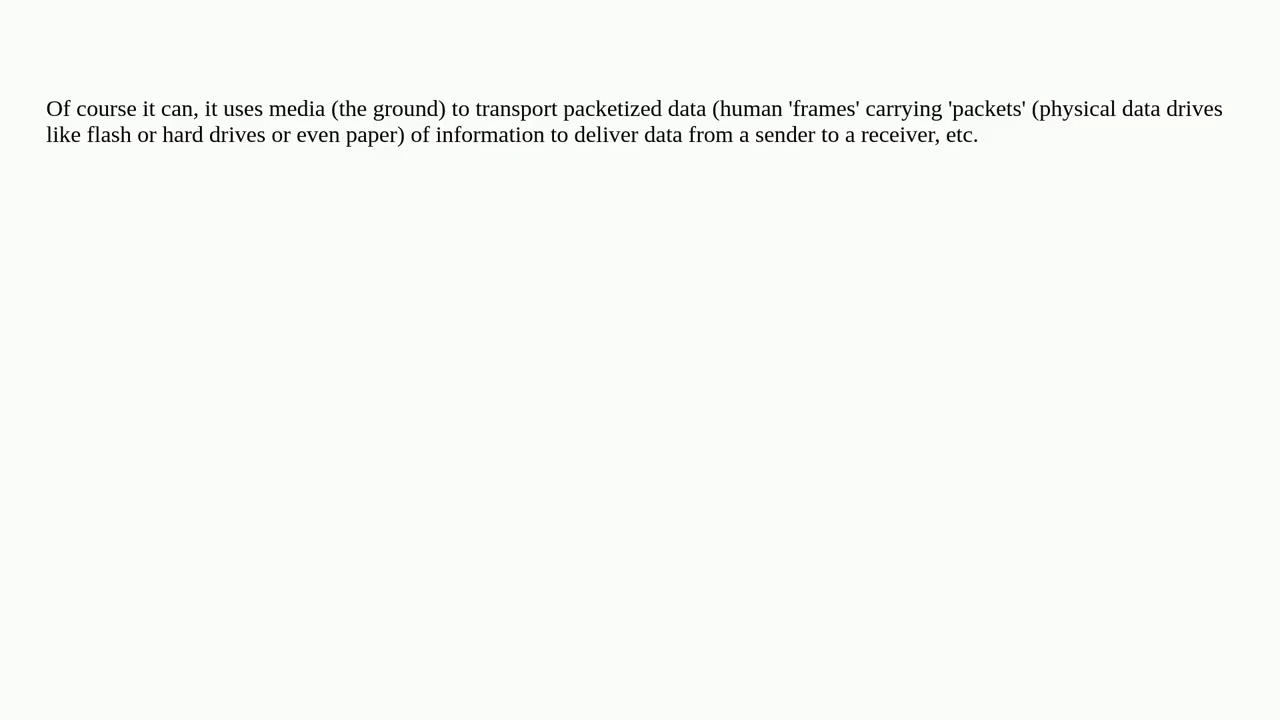 Of course it can, it uses media (the ground) to transport packetized data (human 'frames' carrying 'packets' (physical data drives
like flash or hard drives or even paper) of information to deliver data from a sender to a receiver, etc.